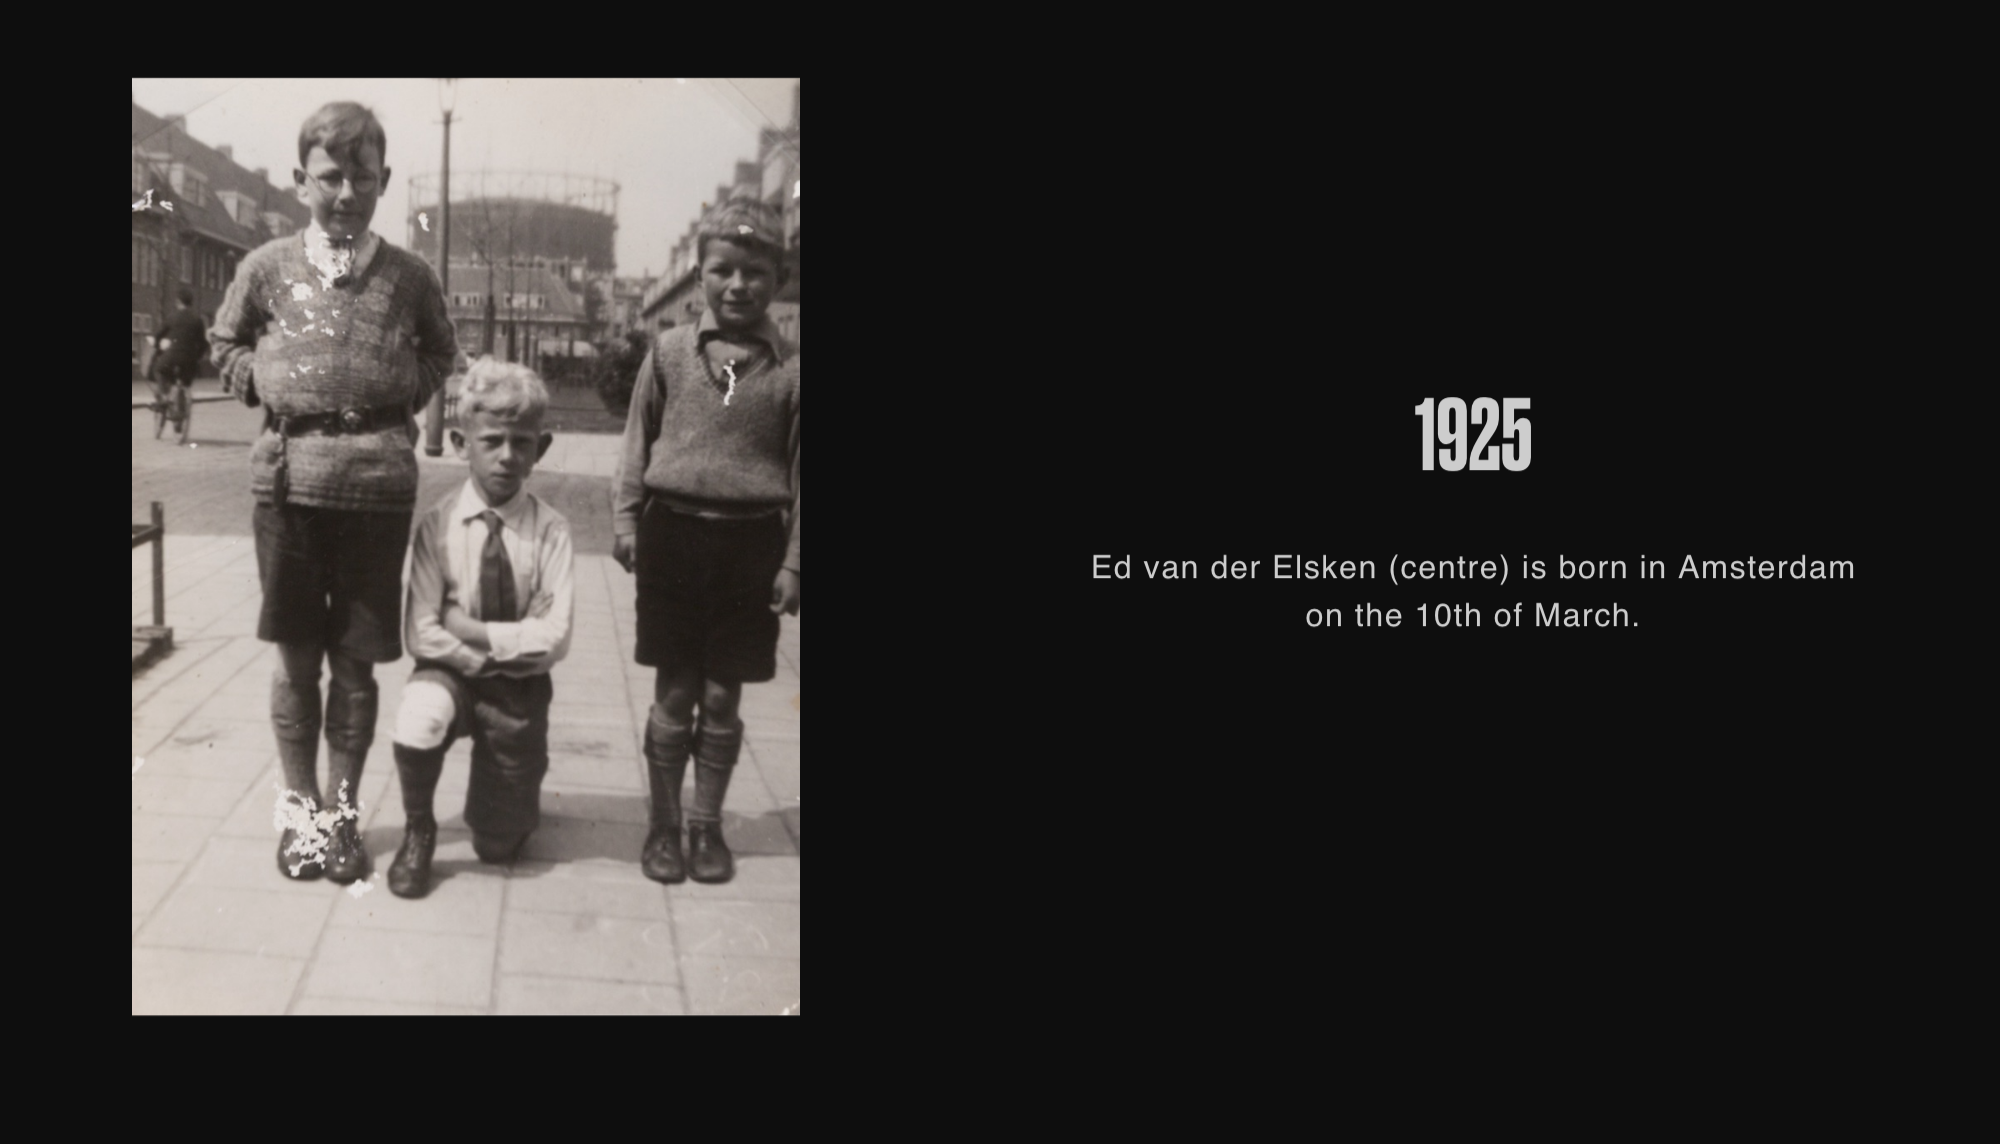 1925
Ed van der Elsken (centre) is born in Amsterdam
on the 10th of March.